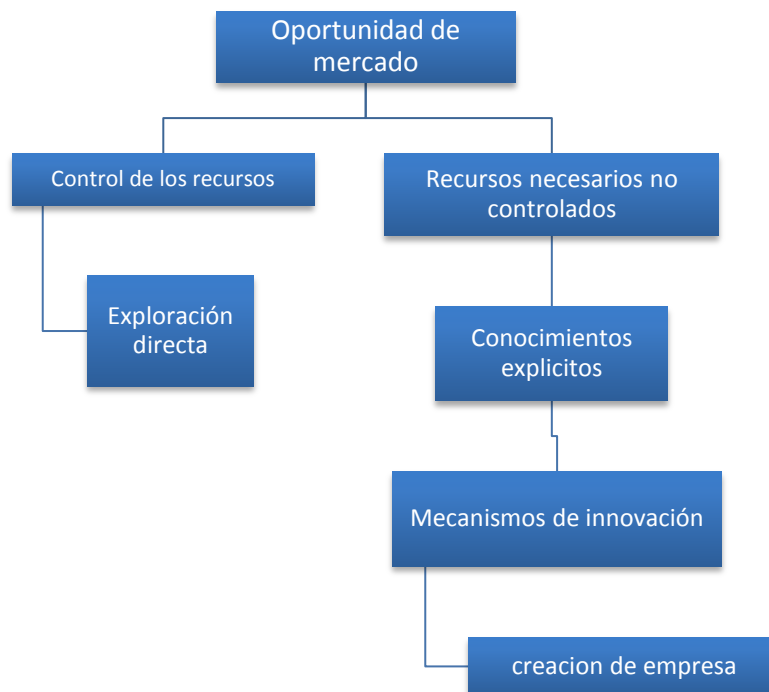 Oportunidad de
mercado
Control de los recursos
Recursos necesarios no
controlados
Exploración
directa
Conocimientos
explicitos
Mecanismos de innovación
creacion de empresa